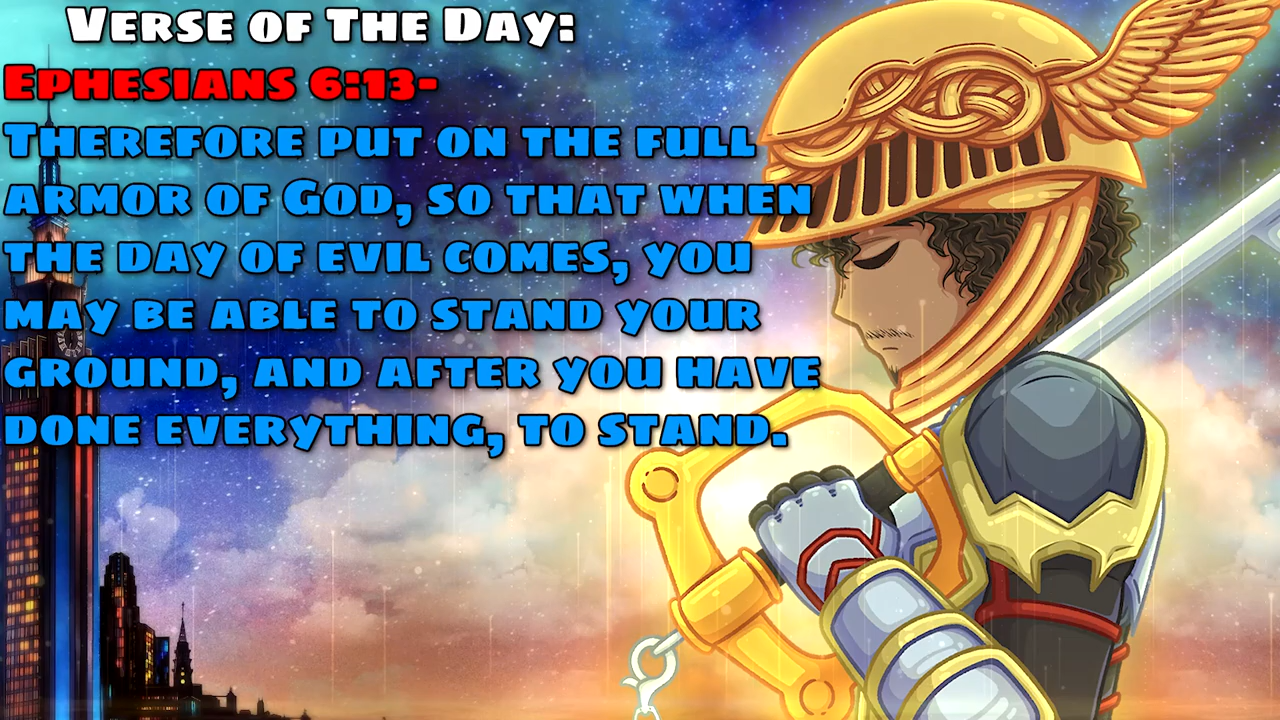 Verse of The Day:
Ephesians 6:13-
Therefore put on the full
armor of God, so that when
the day of evil comes, you
may be able to stand your
ground, and after you have
done everything, to stand.